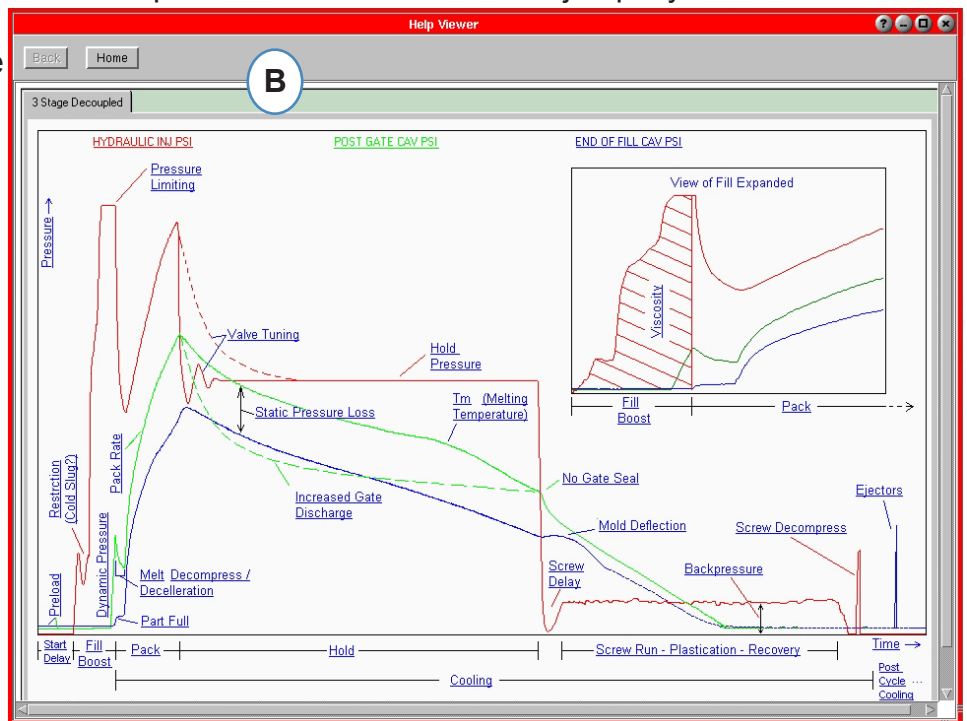 Help Viewer
Back
Home
B
3 Stage Decoupled
HYDRAULIC INJ PSI
POST GATE CAV PSI
END OF FILL CAV PSI
Pressure
Limiting
View of Fill Expanded
Pressure
Viscosity
Valve Tuning
Hold
Pressure
Fill
Boost
Pack
Tm (Melting
Temperature)
Static Pressure Loss
Pack Rate
Restrction
(Cold Slug?)
No Gate Seal
Increased Gate
Discharge
Ejectors
Mold Deflection
Screw Decompress
Dynamic Pressure
Preload
Melt Decompress /
Decelleration
Screw
Delay
Backpressure
Part Full
Start
Delay
Fill
Boost
Pack
Hold
Screw Run - Plastication - Recovery
Time
Cooling
Post
Cycle ...
Cooling